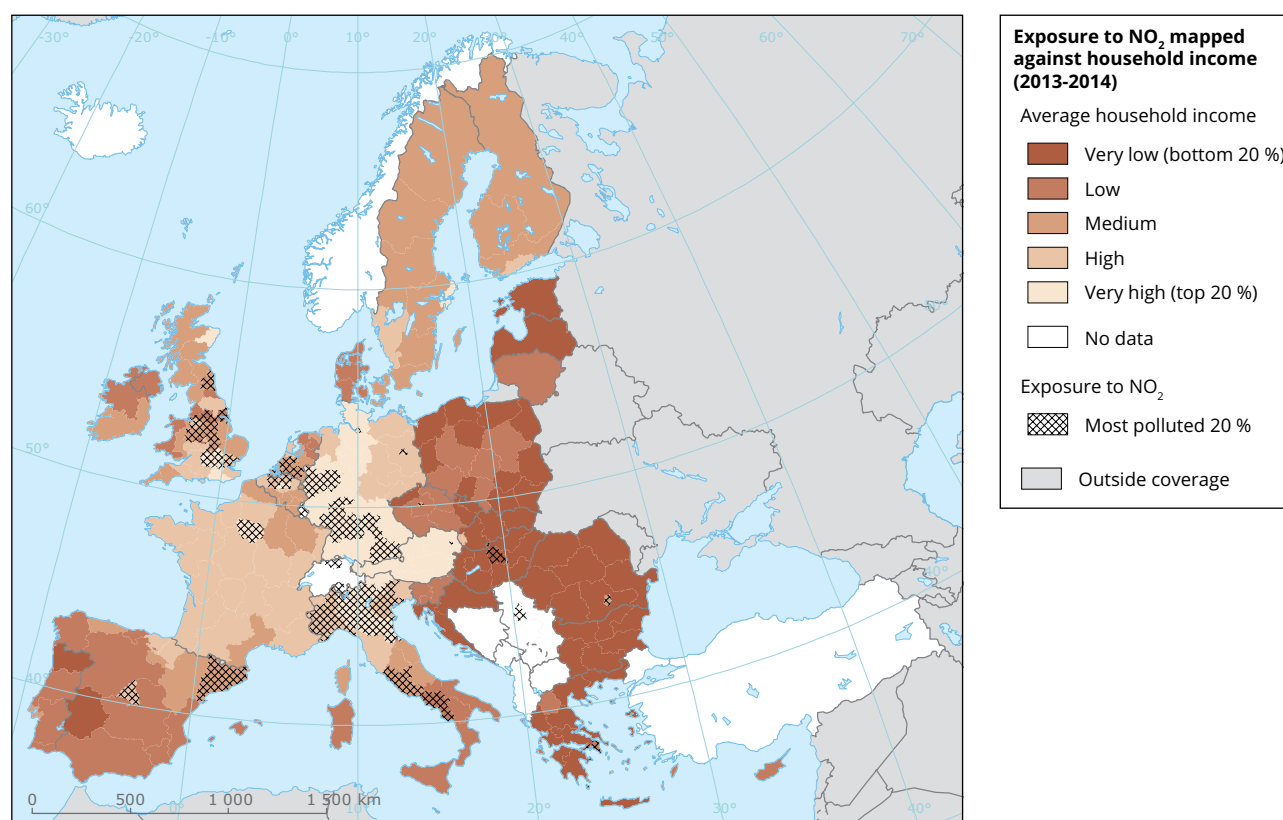 -30° -20° -10° 0° 10° 20° 30° 40° 50° 60° 70°
60°
50°
40°
40°
0 500 1 000 1 500 km
0° 10° 20° 30° 40°
Exposure to NO₂ mapped
against household income
(2013-2014)
Average household income
Very low (bottom 20 %)
Low
Medium
High
Very high (top 20 %)
No data
Exposure to NO₂
Most polluted 20 %
Outside coverage